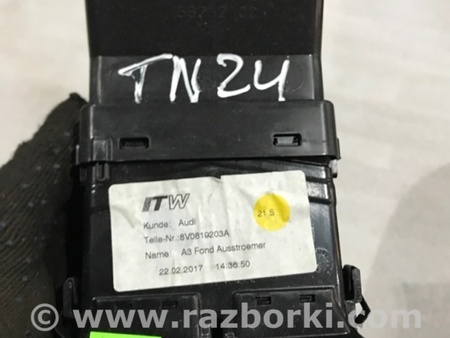 TN24
ITW
Kunde: Audi
Teile-Nr.:8V0819203A
Name: A3 Fond Ausstroemer
22.02.2017 14:36:50
21.5
© www.razborki.com